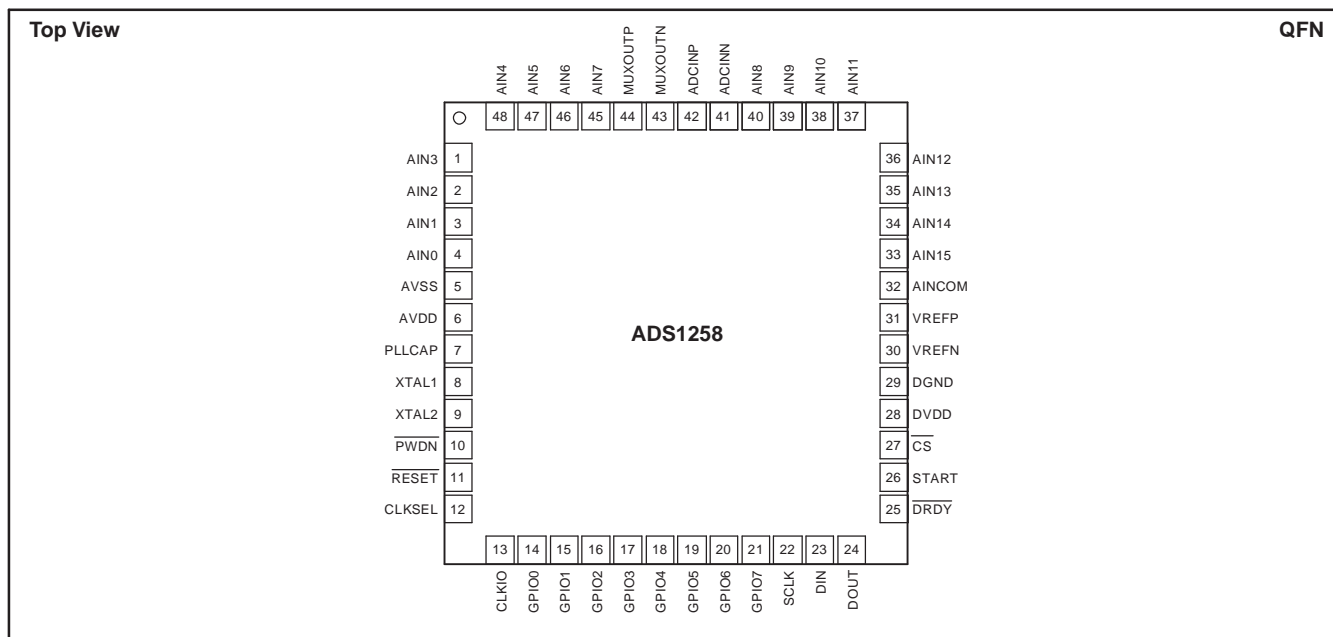 Top View
QFN
AIN4 AIN5 AIN6 AIN7 MUXOUTP MUXOUTN ADCINP ADCINN AIN8 AIN9 AIN10 AIN11
48 47 46 45 44 43 42 41 40 39 38 37
AIN3 1 36 AIN12
AIN2 2 35 AIN13
AIN1 3 34 AIN14
AIN0 4 33 AIN15
AVSS 5 32 AINCOM
AVDD 6 31 VREFP
ADS1258
PLLCAP 7 30 VREFN
XTAL1 8 29 DGND
XTAL2 9 28 DVDD
PWDN 10 27 CS
RESET 11 26 START
CLKSEL 12 25 DRDY
13 14 15 16 17 18 19 20 21 22 23 24
CLKIO GPIO0 GPIO1 GPIO2 GPIO3 GPIO4 GPIO5 GPIO6 GPIO7 SCLK DIN DOUT